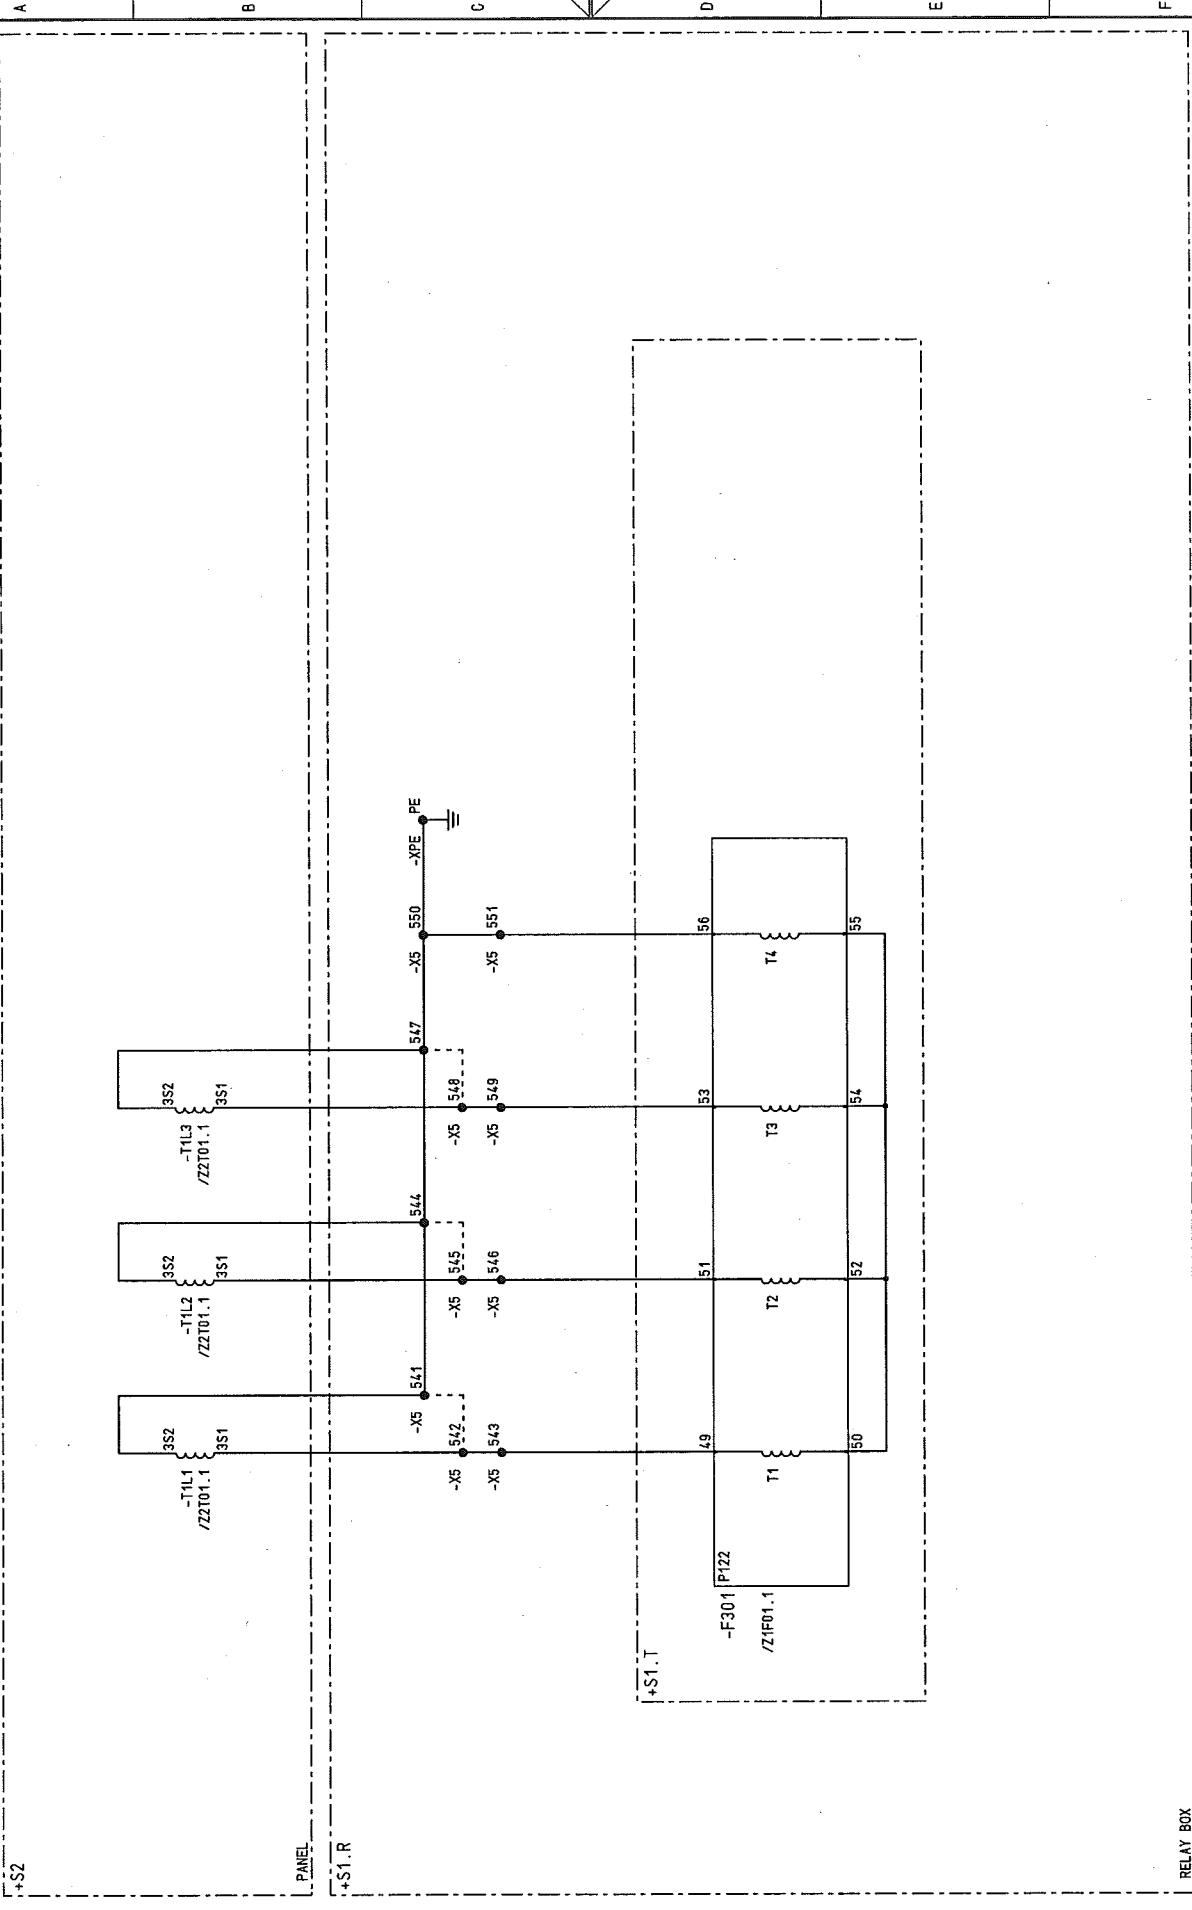 A
B
C
D
E
F
+S2
PANEL
-T1L1
/Z2T01.1
3S2
3S1
-T1L2
/Z2T01.1
3S2
3S1
-T1L3
/Z2T01.1
3S2
3S1
+S1.R
-X5
541
544
547
-X5
550
-XPE
PE
-X5
542
-X5
545
-X5
548
-X5
543
-X5
546
-X5
549
-X5
551
+S1.T
-F301
/Z1F01.1
P122
49
51
53
56
T1
T2
T3
T4
50
52
54
55
RELAY BOX